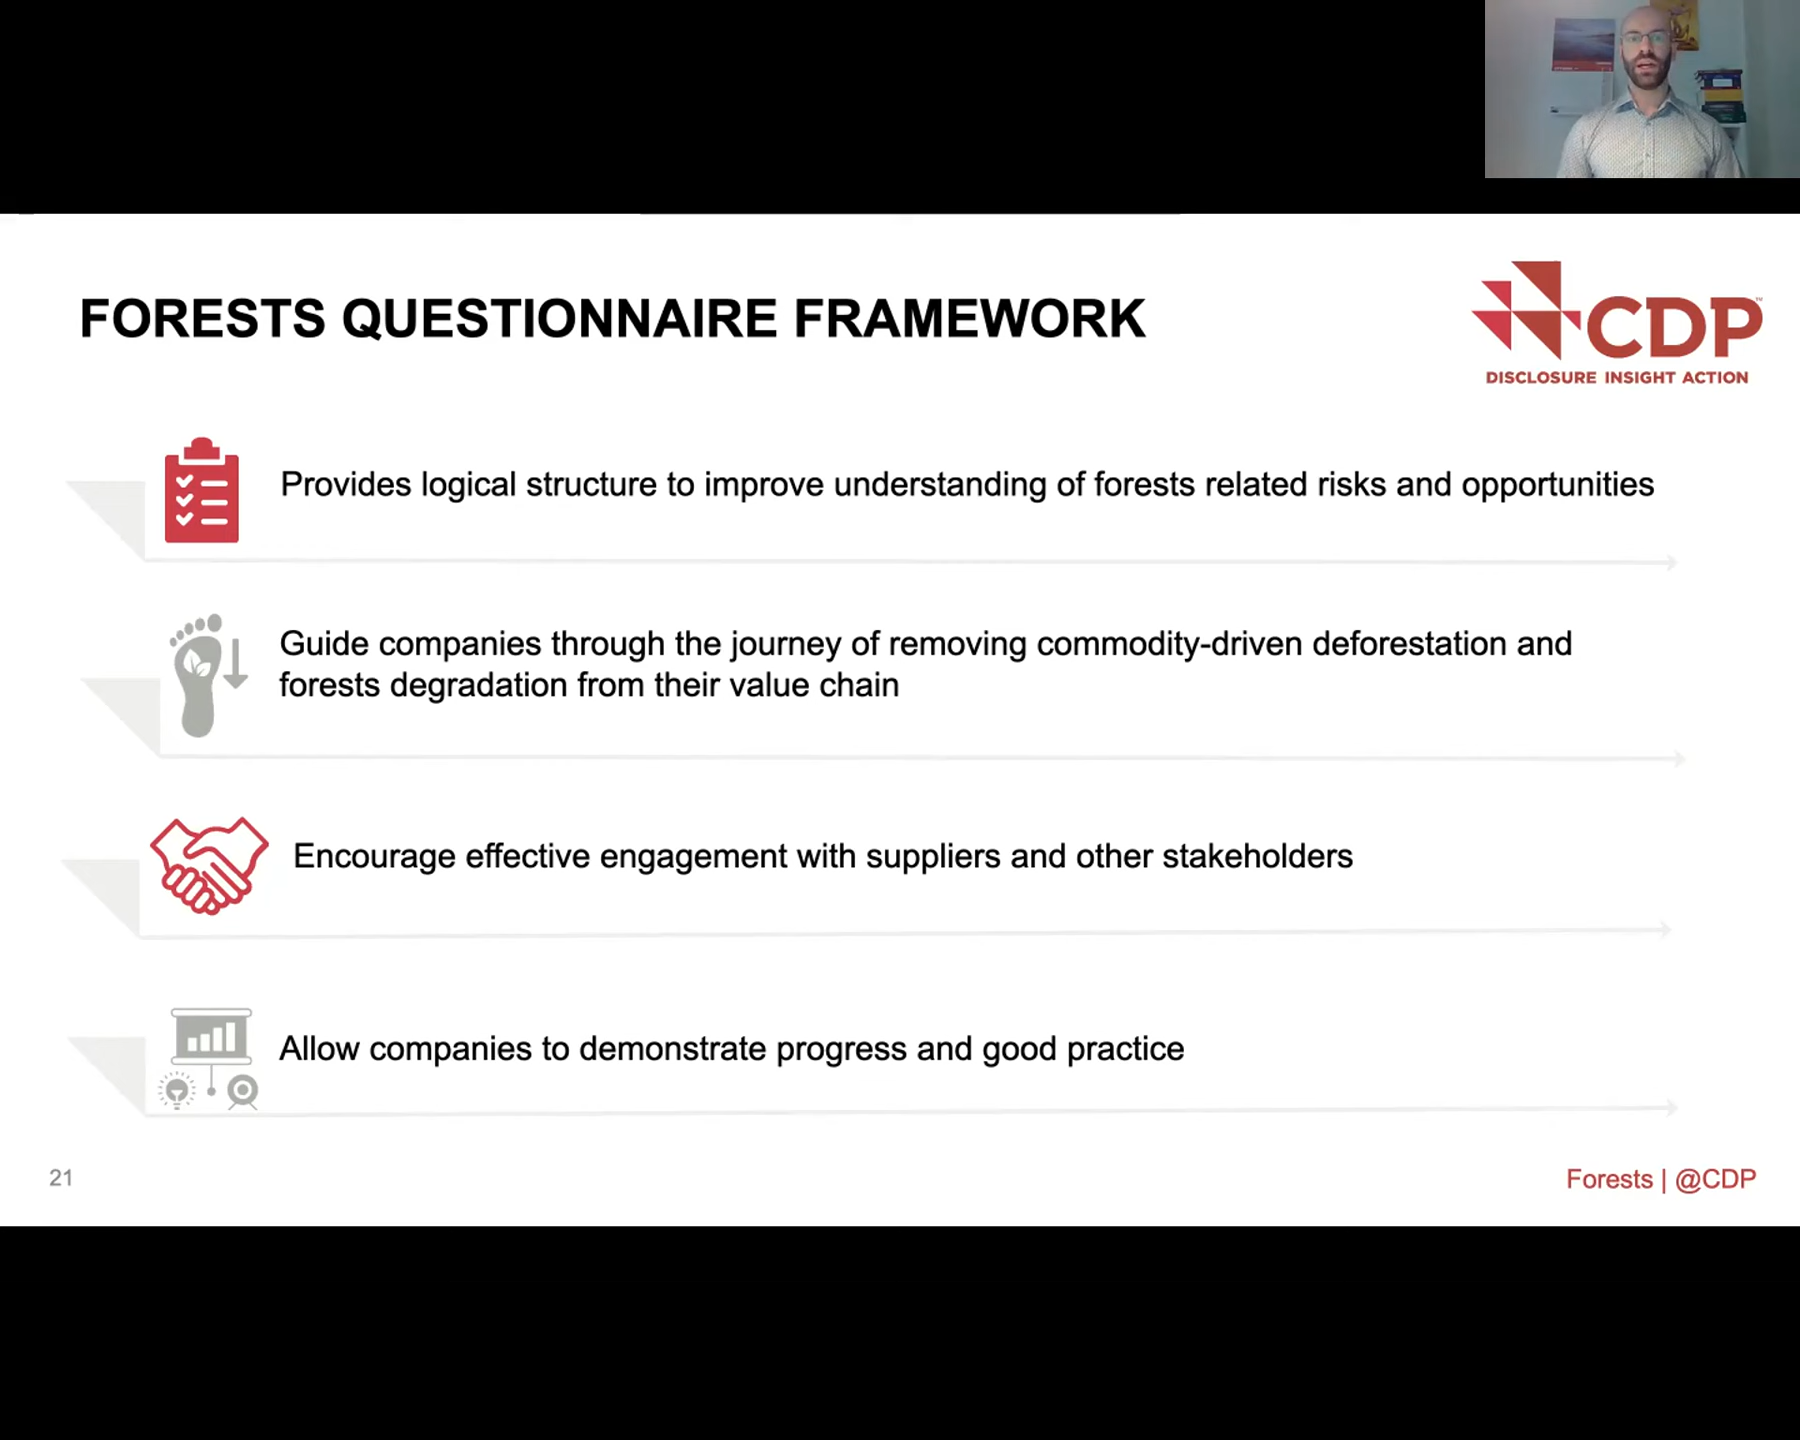 FORESTS QUESTIONNAIRE FRAMEWORK
CDP™
DISCLOSURE INSIGHT ACTION
Provides logical structure to improve understanding of forests related risks and opportunities
Guide companies through the journey of removing commodity-driven deforestation and
forests degradation from their value chain
Encourage effective engagement with suppliers and other stakeholders
Allow companies to demonstrate progress and good practice
21
Forests | @CDP